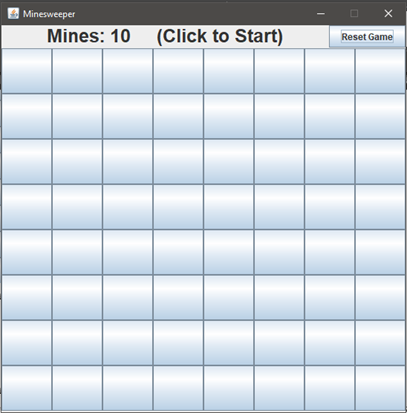 Minesweeper
Mines: 10 (Click to Start)
Reset Game